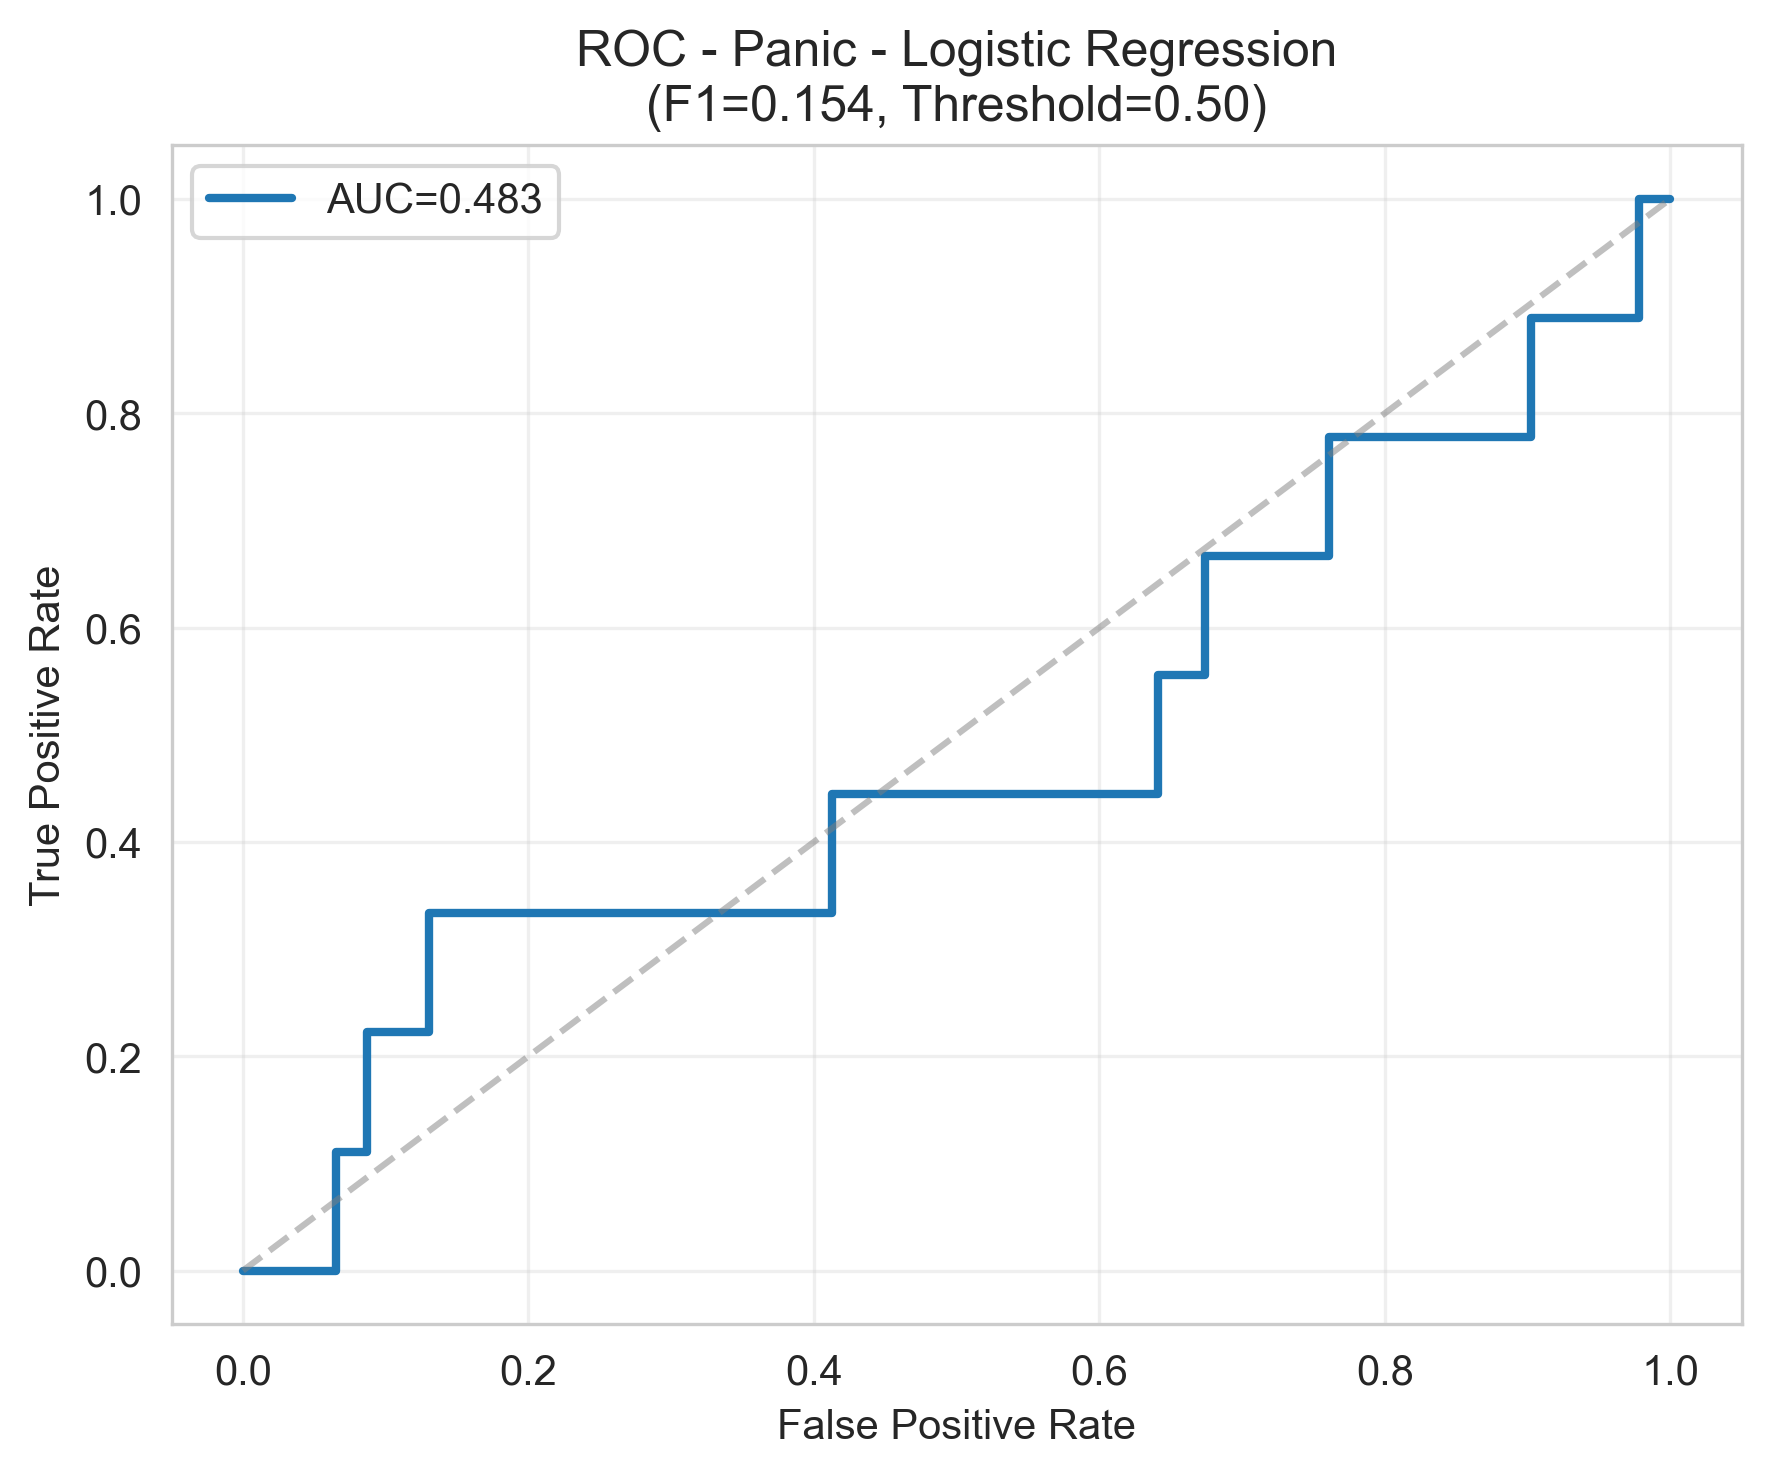 ROC - Panic - Logistic Regression
(F1=0.154, Threshold=0.50)
AUC=0.483
True Positive Rate
1.0
0.8
0.6
0.4
0.2
0.0
0.0 0.2 0.4 0.6 0.8 1.0
False Positive Rate